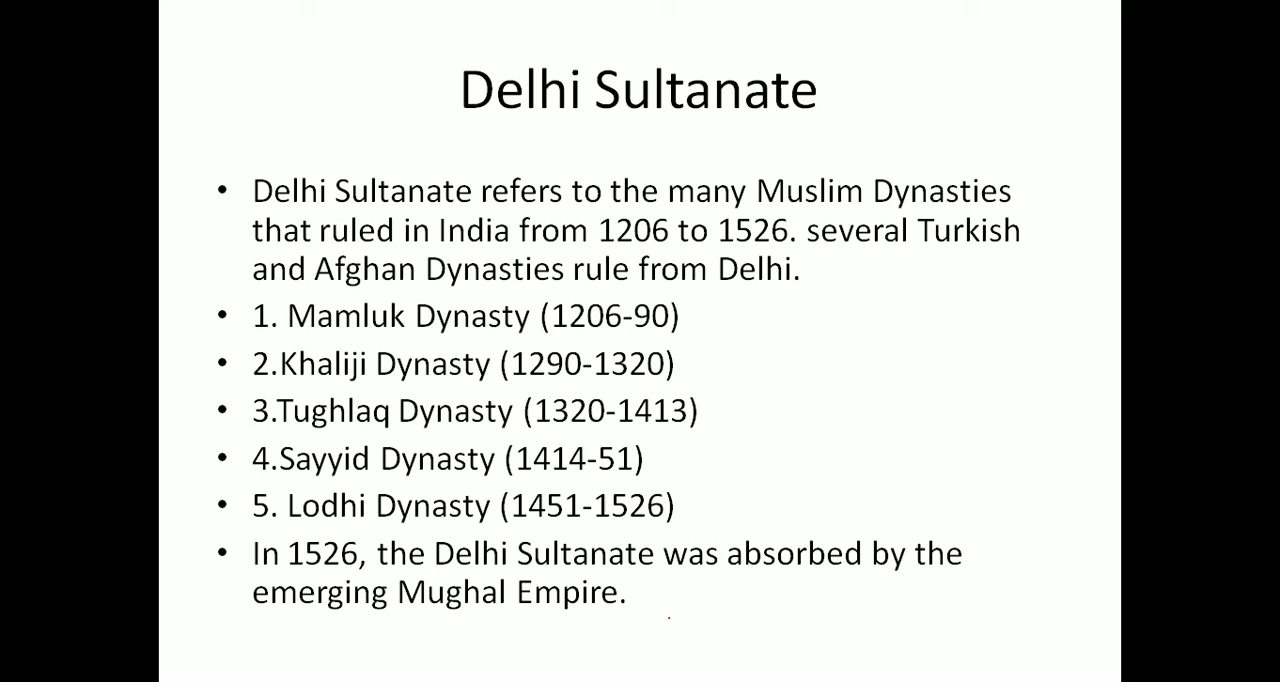 Delhi Sultanate
• Delhi Sultanate refers to the many Muslim Dynasties
that ruled in India from 1206 to 1526. several Turkish
and Afghan Dynasties rule from Delhi.
• 1. Mamluk Dynasty (1206-90)
• 2.Khaliji Dynasty (1290-1320)
• 3.Tughlaq Dynasty (1320-1413)
• 4.Sayyid Dynasty (1414-51)
• 5. Lodhi Dynasty (1451-1526)
• In 1526, the Delhi Sultanate was absorbed by the
emerging Mughal Empire.